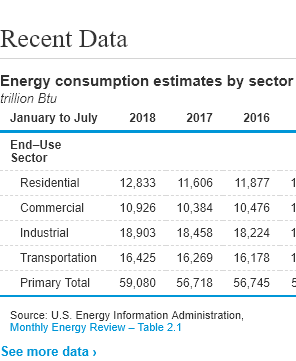 Recent Data
Energy consumption estimates by sector
trillion Btu
January to July 2018 2017 2016
End–Use
Sector
Residential 12,833 11,606 11,877
Commercial 10,926 10,384 10,476
Industrial 18,903 18,458 18,224
Transportation 16,425 16,269 16,178
Primary Total 59,080 56,718 56,745
Source: U.S. Energy Information Administration,
Monthly Energy Review – Table 2.1
See more data ›